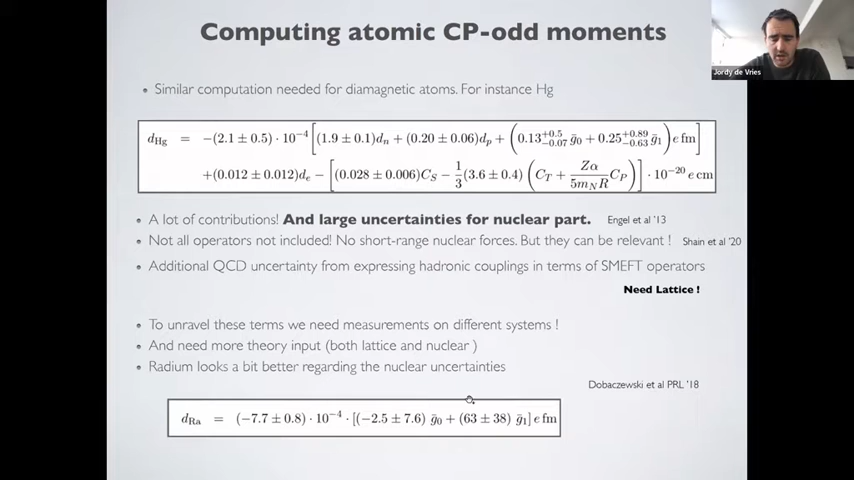 Computing atomic CP-odd moments
Jordy de Vries
• Similar computation needed for diamagnetic atoms. For instance Hg
d_Hg = −(2.1 ± 0.5) · 10⁻⁴ [(1.9 ± 0.1)d_n + (0.20 ± 0.06)d_p + (0.13^{+0.5}_{−0.07} ḡ₀ + 0.25^{+0.89}_{−0.63} ḡ₁) e fm]
+(0.012 ± 0.012)d_e − [(0.028 ± 0.006)C_S − 1/3 (3.6 ± 0.4) (C_T + Zα/(5m_N R) C_P)] · 10⁻²⁰ e cm
• A lot of contributions! And large uncertainties for nuclear part. Engel et al '13
• Not all operators not included! No short-range nuclear forces. But they can be relevant ! Shain et al '20
• Additional QCD uncertainty from expressing hadronic couplings in terms of SMEFT operators
Need Lattice !
• To unravel these terms we need measurements on different systems !
• And need more theory input (both lattice and nuclear )
• Radium looks a bit better regarding the nuclear uncertainties
Dobaczewski et al PRL '18
d_Ra = (−7.7 ± 0.8) · 10⁻⁴ · [(−2.5 ± 7.6) ḡ₀ + (63 ± 38) ḡ₁] e fm